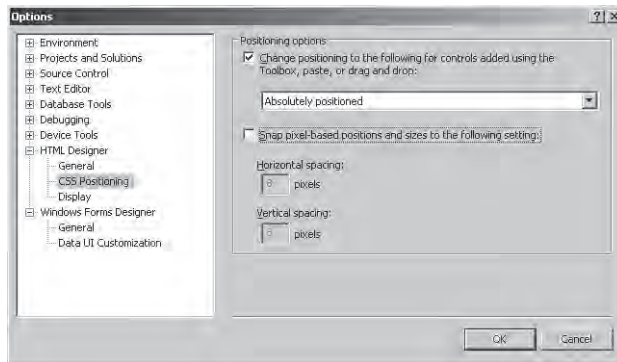 Options
Environment
Projects and Solutions
Source Control
Text Editor
Database Tools
Debugging
Device Tools
HTML Designer
General
CSS Positioning
Display
Windows Forms Designer
General
Data UI Customization
Positioning options
Change positioning to the following for controls added using the
Toolbox, paste, or drag and drop:
Absolutely positioned
Snap pixel-based positions and sizes to the following setting:
Horizontal spacing:
8 pixels
Vertical spacing:
8 pixels
OK Cancel